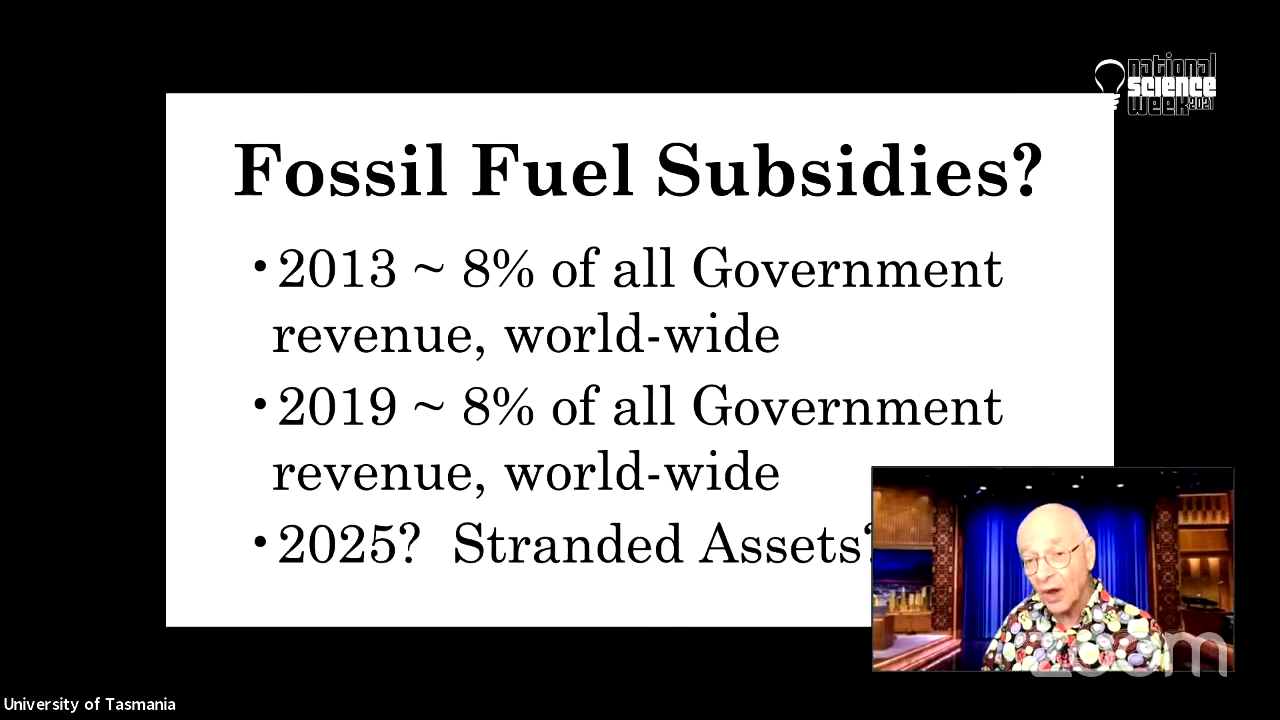 national
science
week 2021
Fossil Fuel Subsidies?
•2013 ~ 8% of all Government
revenue, world-wide
•2019 ~ 8% of all Government
revenue, world-wide
•2025? Stranded Assets?
zoom
University of Tasmania